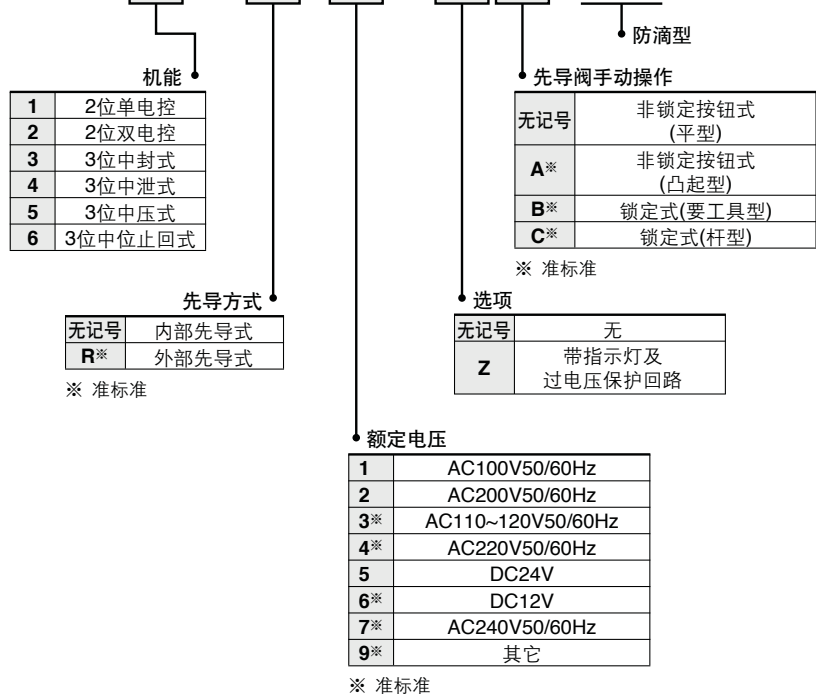 防滴型
机能
1 2位单电控
2 2位双电控
3 3位中封式
4 3位中泄式
5 3位中压式
6 3位中位止回式
先导阀手动操作
无记号 非锁定按钮式
(平型)
A※ 非锁定按钮式
(凸起型)
B※ 锁定式(要工具型)
C※ 锁定式(杆型)
※ 准标准
先导方式
无记号 内部先导式
R※ 外部先导式
※ 准标准
选项
无记号 无
Z 带指示灯及
过电压保护回路
额定电压
1 AC100V50/60Hz
2 AC200V50/60Hz
3※ AC110~120V50/60Hz
4※ AC220V50/60Hz
5 DC24V
6※ DC12V
7※ AC240V50/60Hz
9※ 其它
※ 准标准